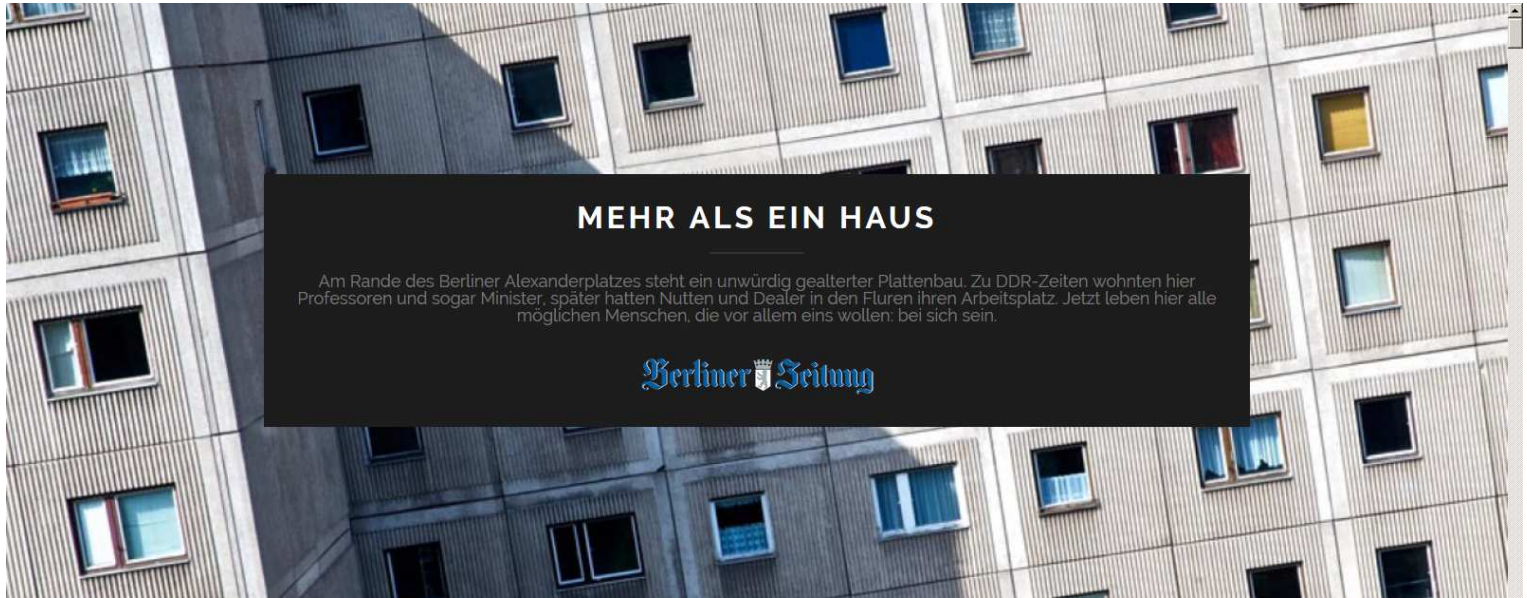 MEHR ALS EIN HAUS
Am Rande des Berliner Alexanderplatzes steht ein unwürdig gealterter Plattenbau. Zu DDR-Zeiten wohnten hier
Professoren und sogar Minister, später hatten Nutten und Dealer in den Fluren ihren Arbeitsplatz. Jetzt leben hier alle
möglichen Menschen, die vor allem eins wollen: bei sich sein.
Berliner Zeitung